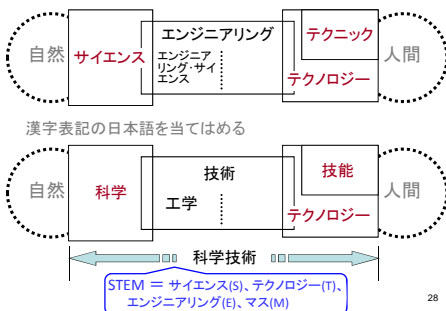 自然
サイエンス
エンジニアリング
エンジニア
リング・サイ
エンス
テクニック
テクノロジー
人間
漢字表記の日本語を当てはめる
自然
科学
技術
工学
技能
テクノロジー
人間
科学技術
STEM = サイエンス(S)、テクノロジー(T)、
エンジニアリング(E)、マス(M)
28